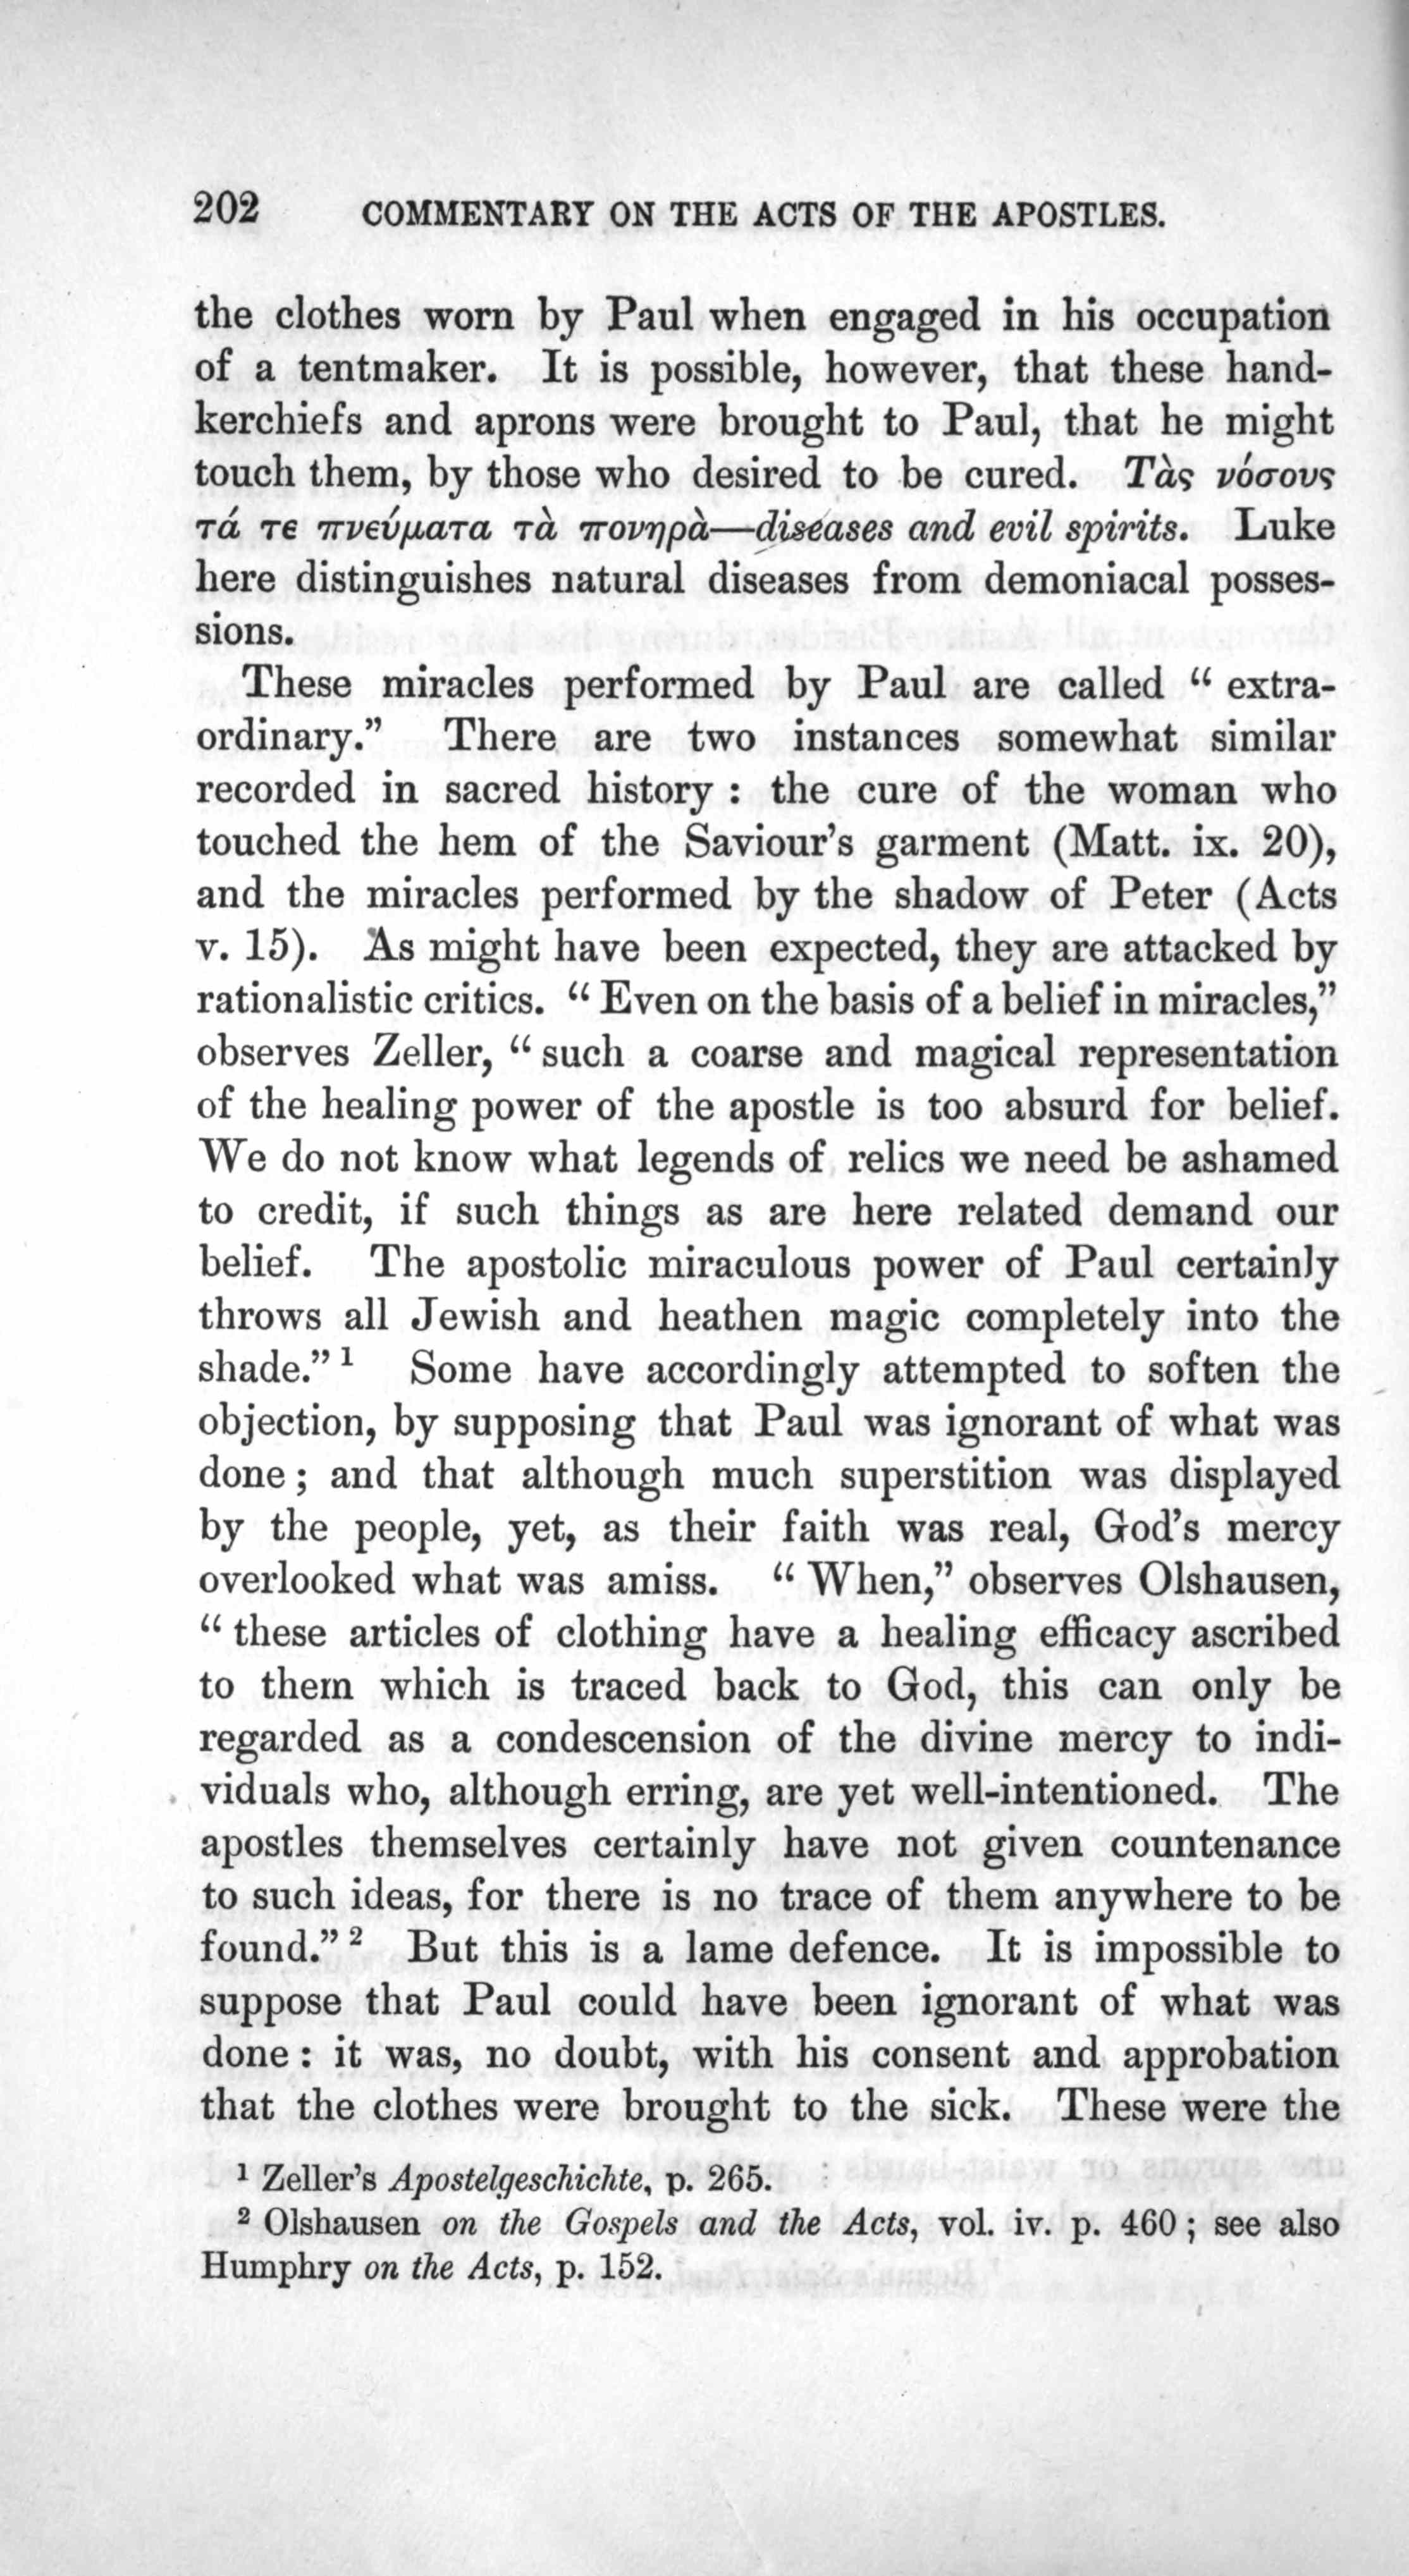 202 COMMENTARY ON THE ACTS OF THE APOSTLES.
the clothes worn by Paul when engaged in his occupation
of a tentmaker. It is possible, however, that these hand-
kerchiefs and aprons were brought to Paul, that he might
touch them, by those who desired to be cured. Τὰς νόσους
τά τε πνεύματα τὰ πονηρὰ—diseases and evil spirits. Luke
here distinguishes natural diseases from demoniacal posses-
sions.
These miracles performed by Paul are called “ extra-
ordinary.” There are two instances somewhat similar
recorded in sacred history : the cure of the woman who
touched the hem of the Saviour’s garment (Matt. ix. 20),
and the miracles performed by the shadow of Peter (Acts
v. 15). As might have been expected, they are attacked by
rationalistic critics. “ Even on the basis of a belief in miracles,”
observes Zeller, “ such a coarse and magical representation
of the healing power of the apostle is too absurd for belief.
We do not know what legends of relics we need be ashamed
to credit, if such things as are here related demand our
belief. The apostolic miraculous power of Paul certainly
throws all Jewish and heathen magic completely into the
shade.” 1 Some have accordingly attempted to soften the
objection, by supposing that Paul was ignorant of what was
done ; and that although much superstition was displayed
by the people, yet, as their faith was real, God’s mercy
overlooked what was amiss. “ When,” observes Olshausen,
“ these articles of clothing have a healing efficacy ascribed
to them which is traced back to God, this can only be
regarded as a condescension of the divine mercy to indi-
viduals who, although erring, are yet well-intentioned. The
apostles themselves certainly have not given countenance
to such ideas, for there is no trace of them anywhere to be
found.” 2 But this is a lame defence. It is impossible to
suppose that Paul could have been ignorant of what was
done : it was, no doubt, with his consent and approbation
that the clothes were brought to the sick. These were the
1 Zeller’s Apostelgeschichte, p. 265.
2 Olshausen on the Gospels and the Acts, vol. iv. p. 460 ; see also
Humphry on the Acts, p. 152.